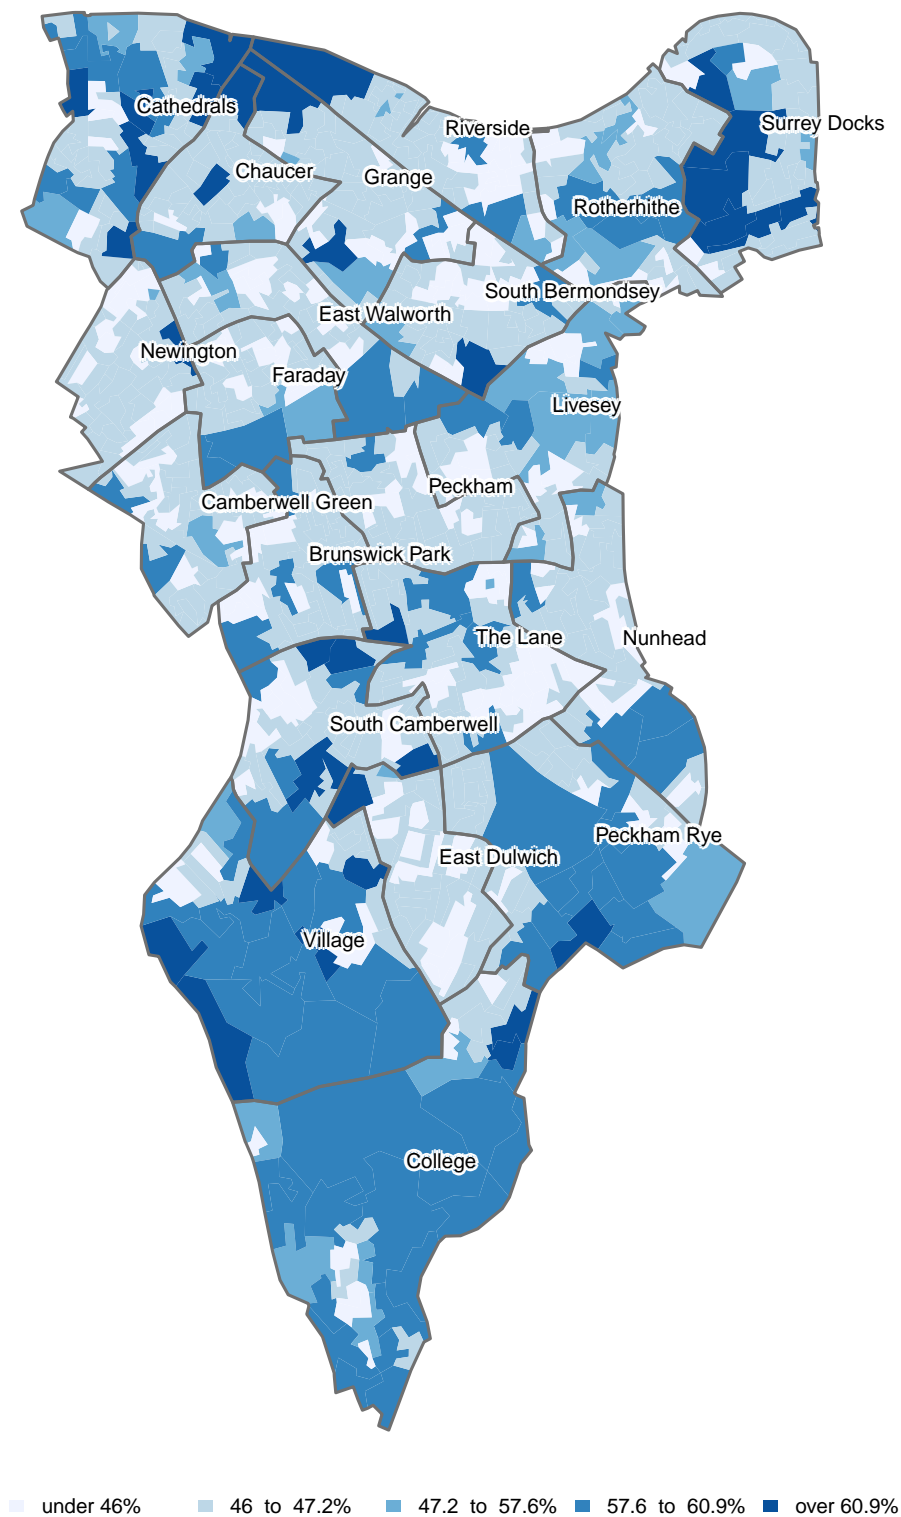 Cathedrals
Surrey Docks
Riverside
Chaucer
Grange
Rotherhithe
South Bermondsey
East Walworth
Newington
Faraday
Livesey
Peckham
Camberwell Green
Brunswick Park
The Lane
Nunhead
South Camberwell
Peckham Rye
East Dulwich
Village
College
under 46% 46 to 47.2% 47.2 to 57.6% 57.6 to 60.9% over 60.9%